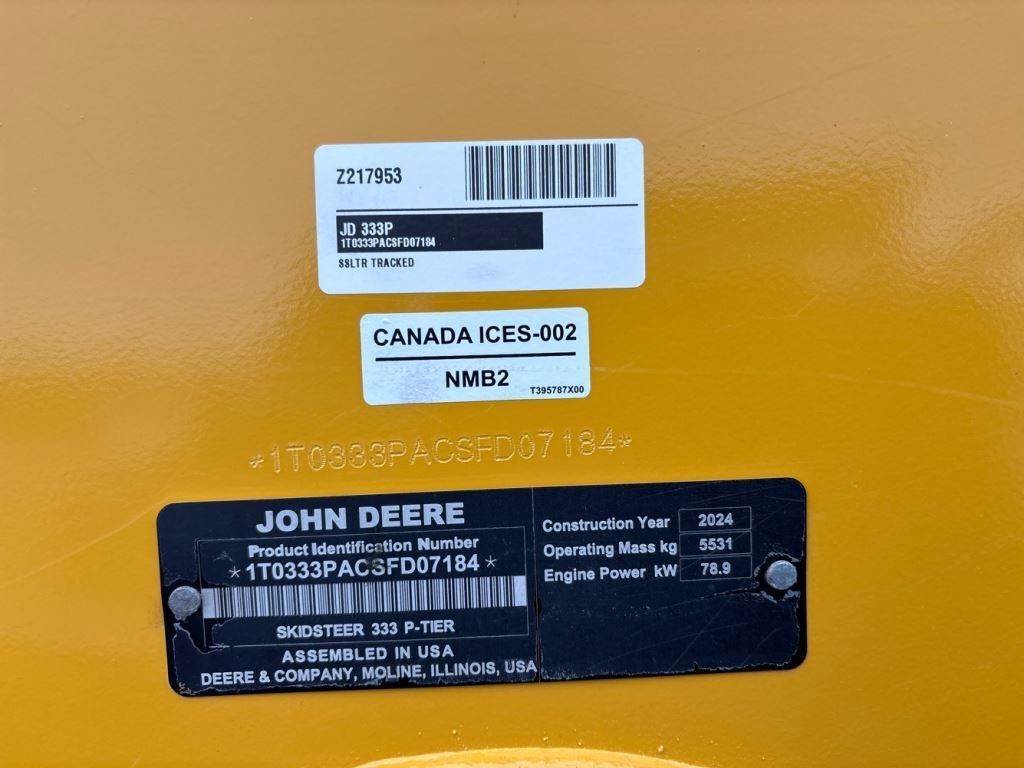 Z217953
JD 333P
1T0333PACSFD07184
SSLTR TRACKED
CANADA ICES-002
NMB2
T395787X00
*1T0333PACSFD07184*
JOHN DEERE
Product Identification Number
*1T0333PACSFD07184*
SKIDSTEER 333 P-TIER
ASSEMBLED IN USA
DEERE & COMPANY, MOLINE, ILLINOIS, USA
Construction Year 2024
Operating Mass kg 5531
Engine Power kW 78.9